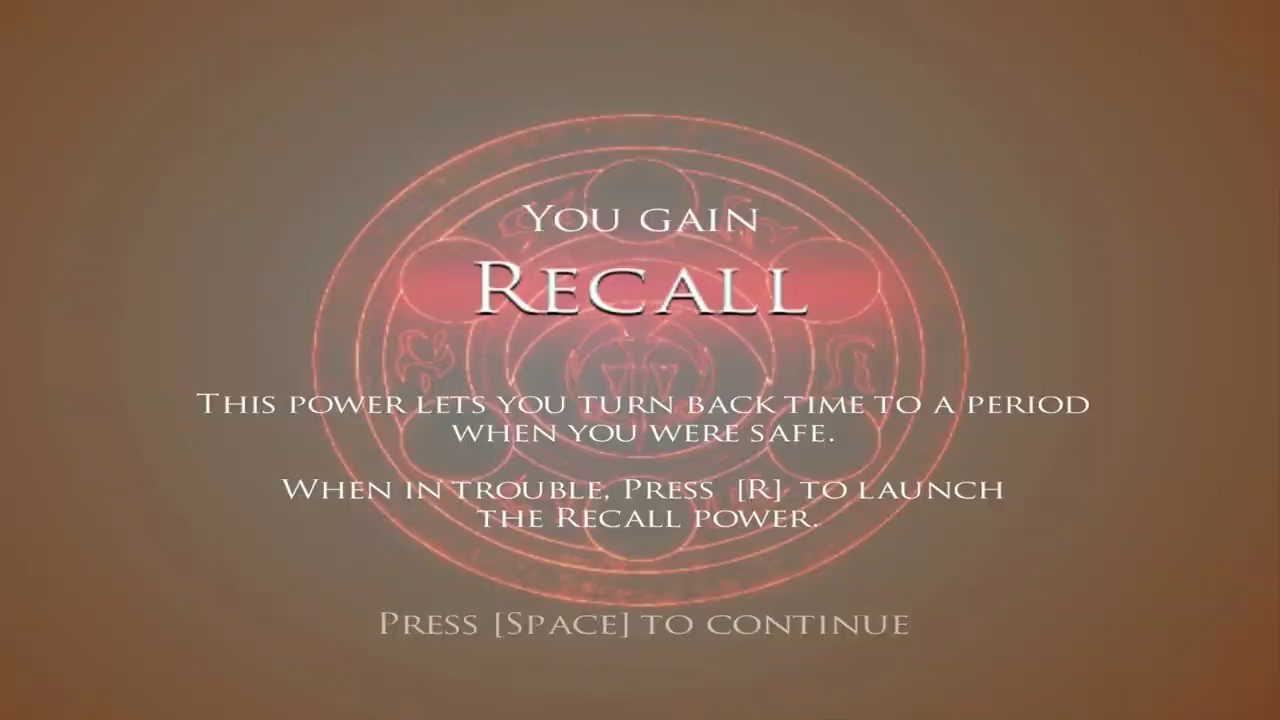 You gain
Recall
This power lets you turn back time to a period
when you were safe.
When in trouble, Press [R] to launch
the Recall power.
Press [Space] to continue